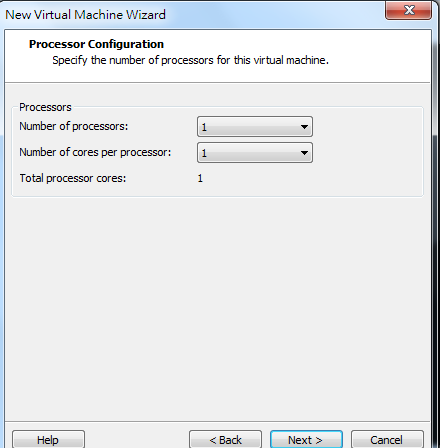 New Virtual Machine Wizard
Processor Configuration
Specify the number of processors for this virtual machine.
Processors
Number of processors: 1
Number of cores per processor: 1
Total processor cores: 1
Help < Back Next > Cancel